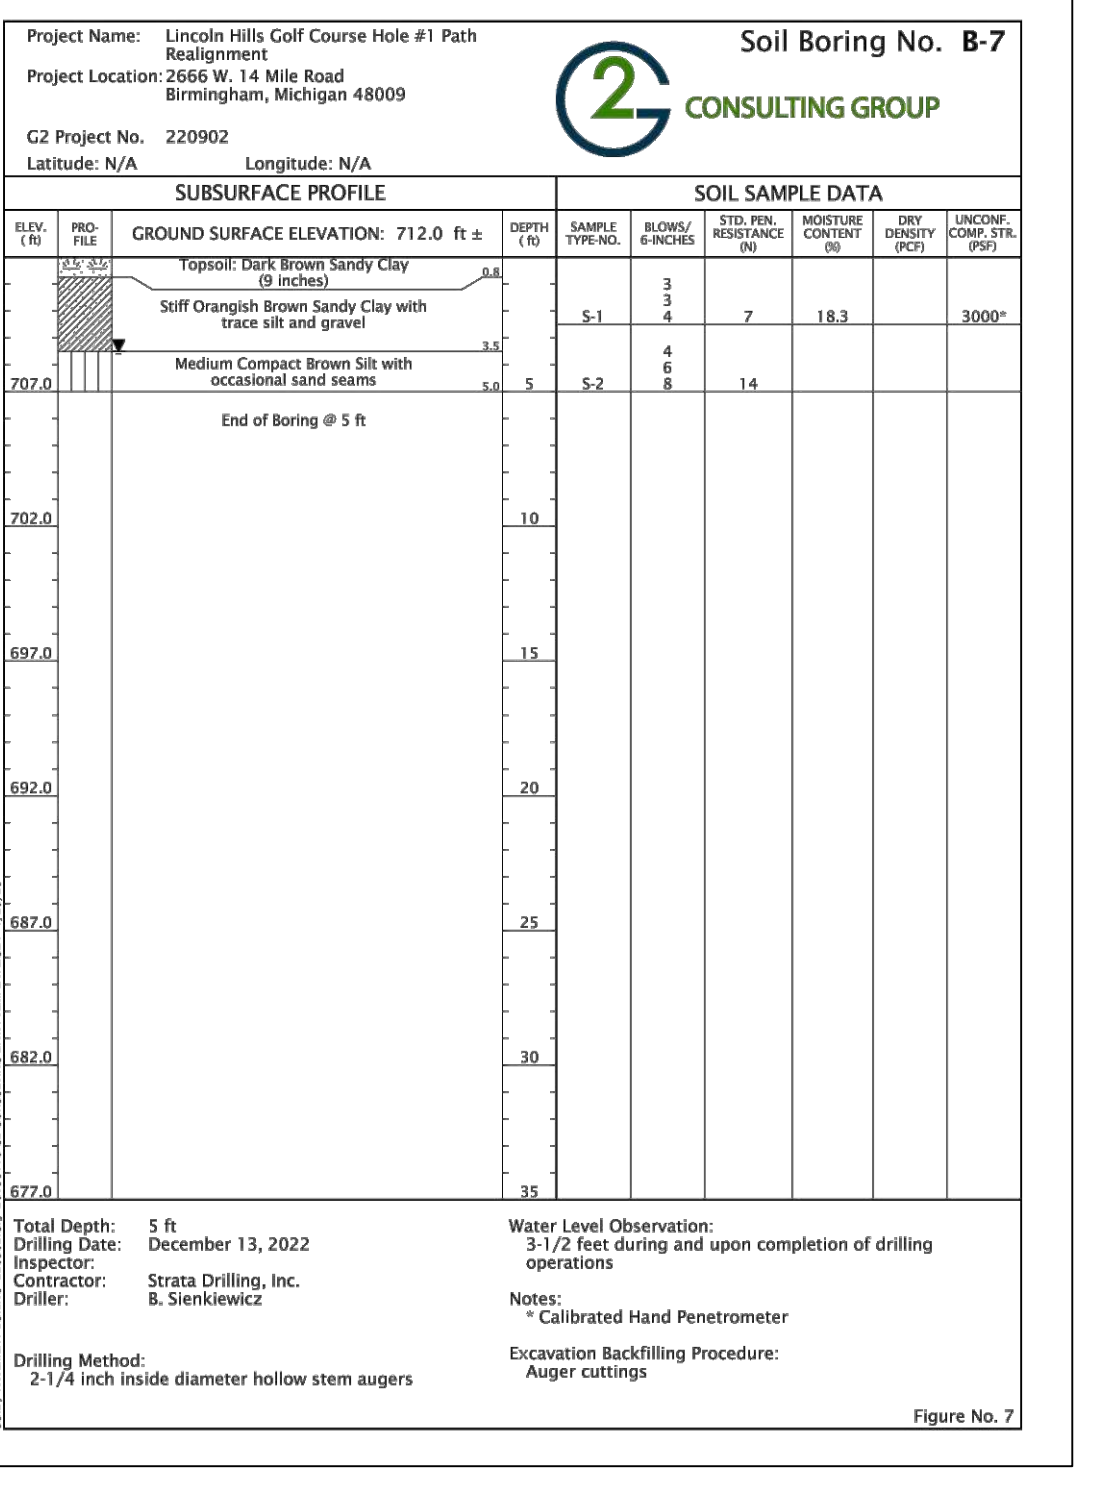 Project Name: Lincoln Hills Golf Course Hole #1 Path
Realignment
Project Location: 2666 W. 14 Mile Road
Birmingham, Michigan 48009
G2 Project No. 220902
Latitude: N/A Longitude: N/A
Soil Boring No. B-7
G2 CONSULTING GROUP
SUBSURFACE PROFILE SOIL SAMPLE DATA
ELEV. (ft) PRO-FILE GROUND SURFACE ELEVATION: 712.0 ft ± DEPTH (ft) SAMPLE TYPE-NO. BLOWS/ 6-INCHES STD. PEN. RESISTANCE (N) MOISTURE CONTENT (%) DRY DENSITY (PCF) UNCONF. COMP. STR. (PSF)
Topsoil: Dark Brown Sandy Clay
(9 inches) 0.8
3
3
Stiff Orangish Brown Sandy Clay with
trace silt and gravel
S-1 4 7 18.3 3000*
3.5
4
Medium Compact Brown Silt with
6
occasional sand seams
707.0 5.0 5 S-2 8 14
End of Boring @ 5 ft
702.0 10
697.0 15
692.0 20
687.0 25
682.0 30
677.0 35
Total Depth: 5 ft
Drilling Date: December 13, 2022
Inspector:
Contractor: Strata Drilling, Inc.
Driller: B. Sienkiewicz
Drilling Method:
2-1/4 inch inside diameter hollow stem augers
Water Level Observation:
3-1/2 feet during and upon completion of drilling
operations
Notes:
* Calibrated Hand Penetrometer
Excavation Backfilling Procedure:
Auger cuttings
Figure No. 7